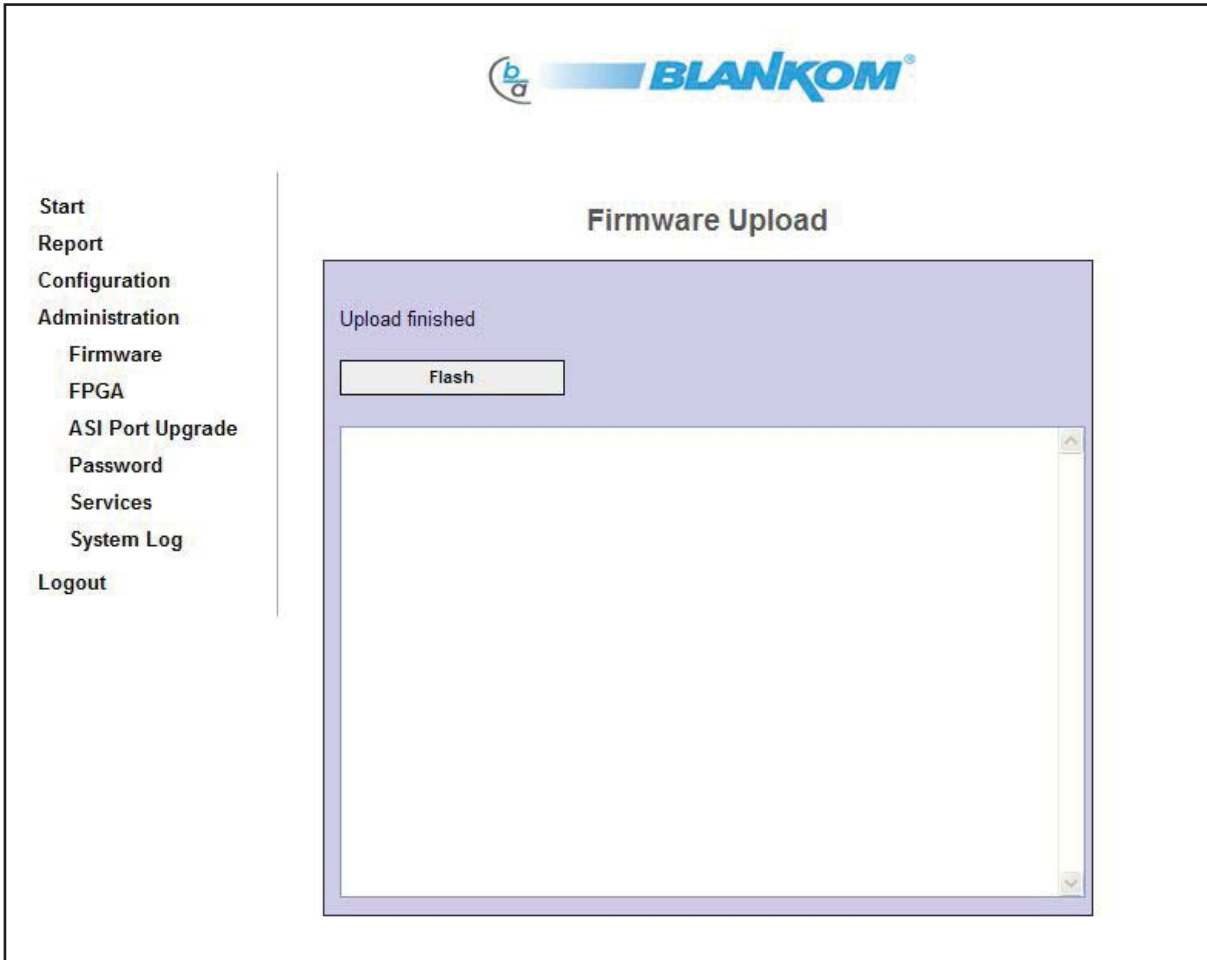 b
a
BLANKOM®
Start
Report
Configuration
Administration
Firmware
FPGA
ASI Port Upgrade
Password
Services
System Log
Logout
Firmware Upload
Upload finished
Flash